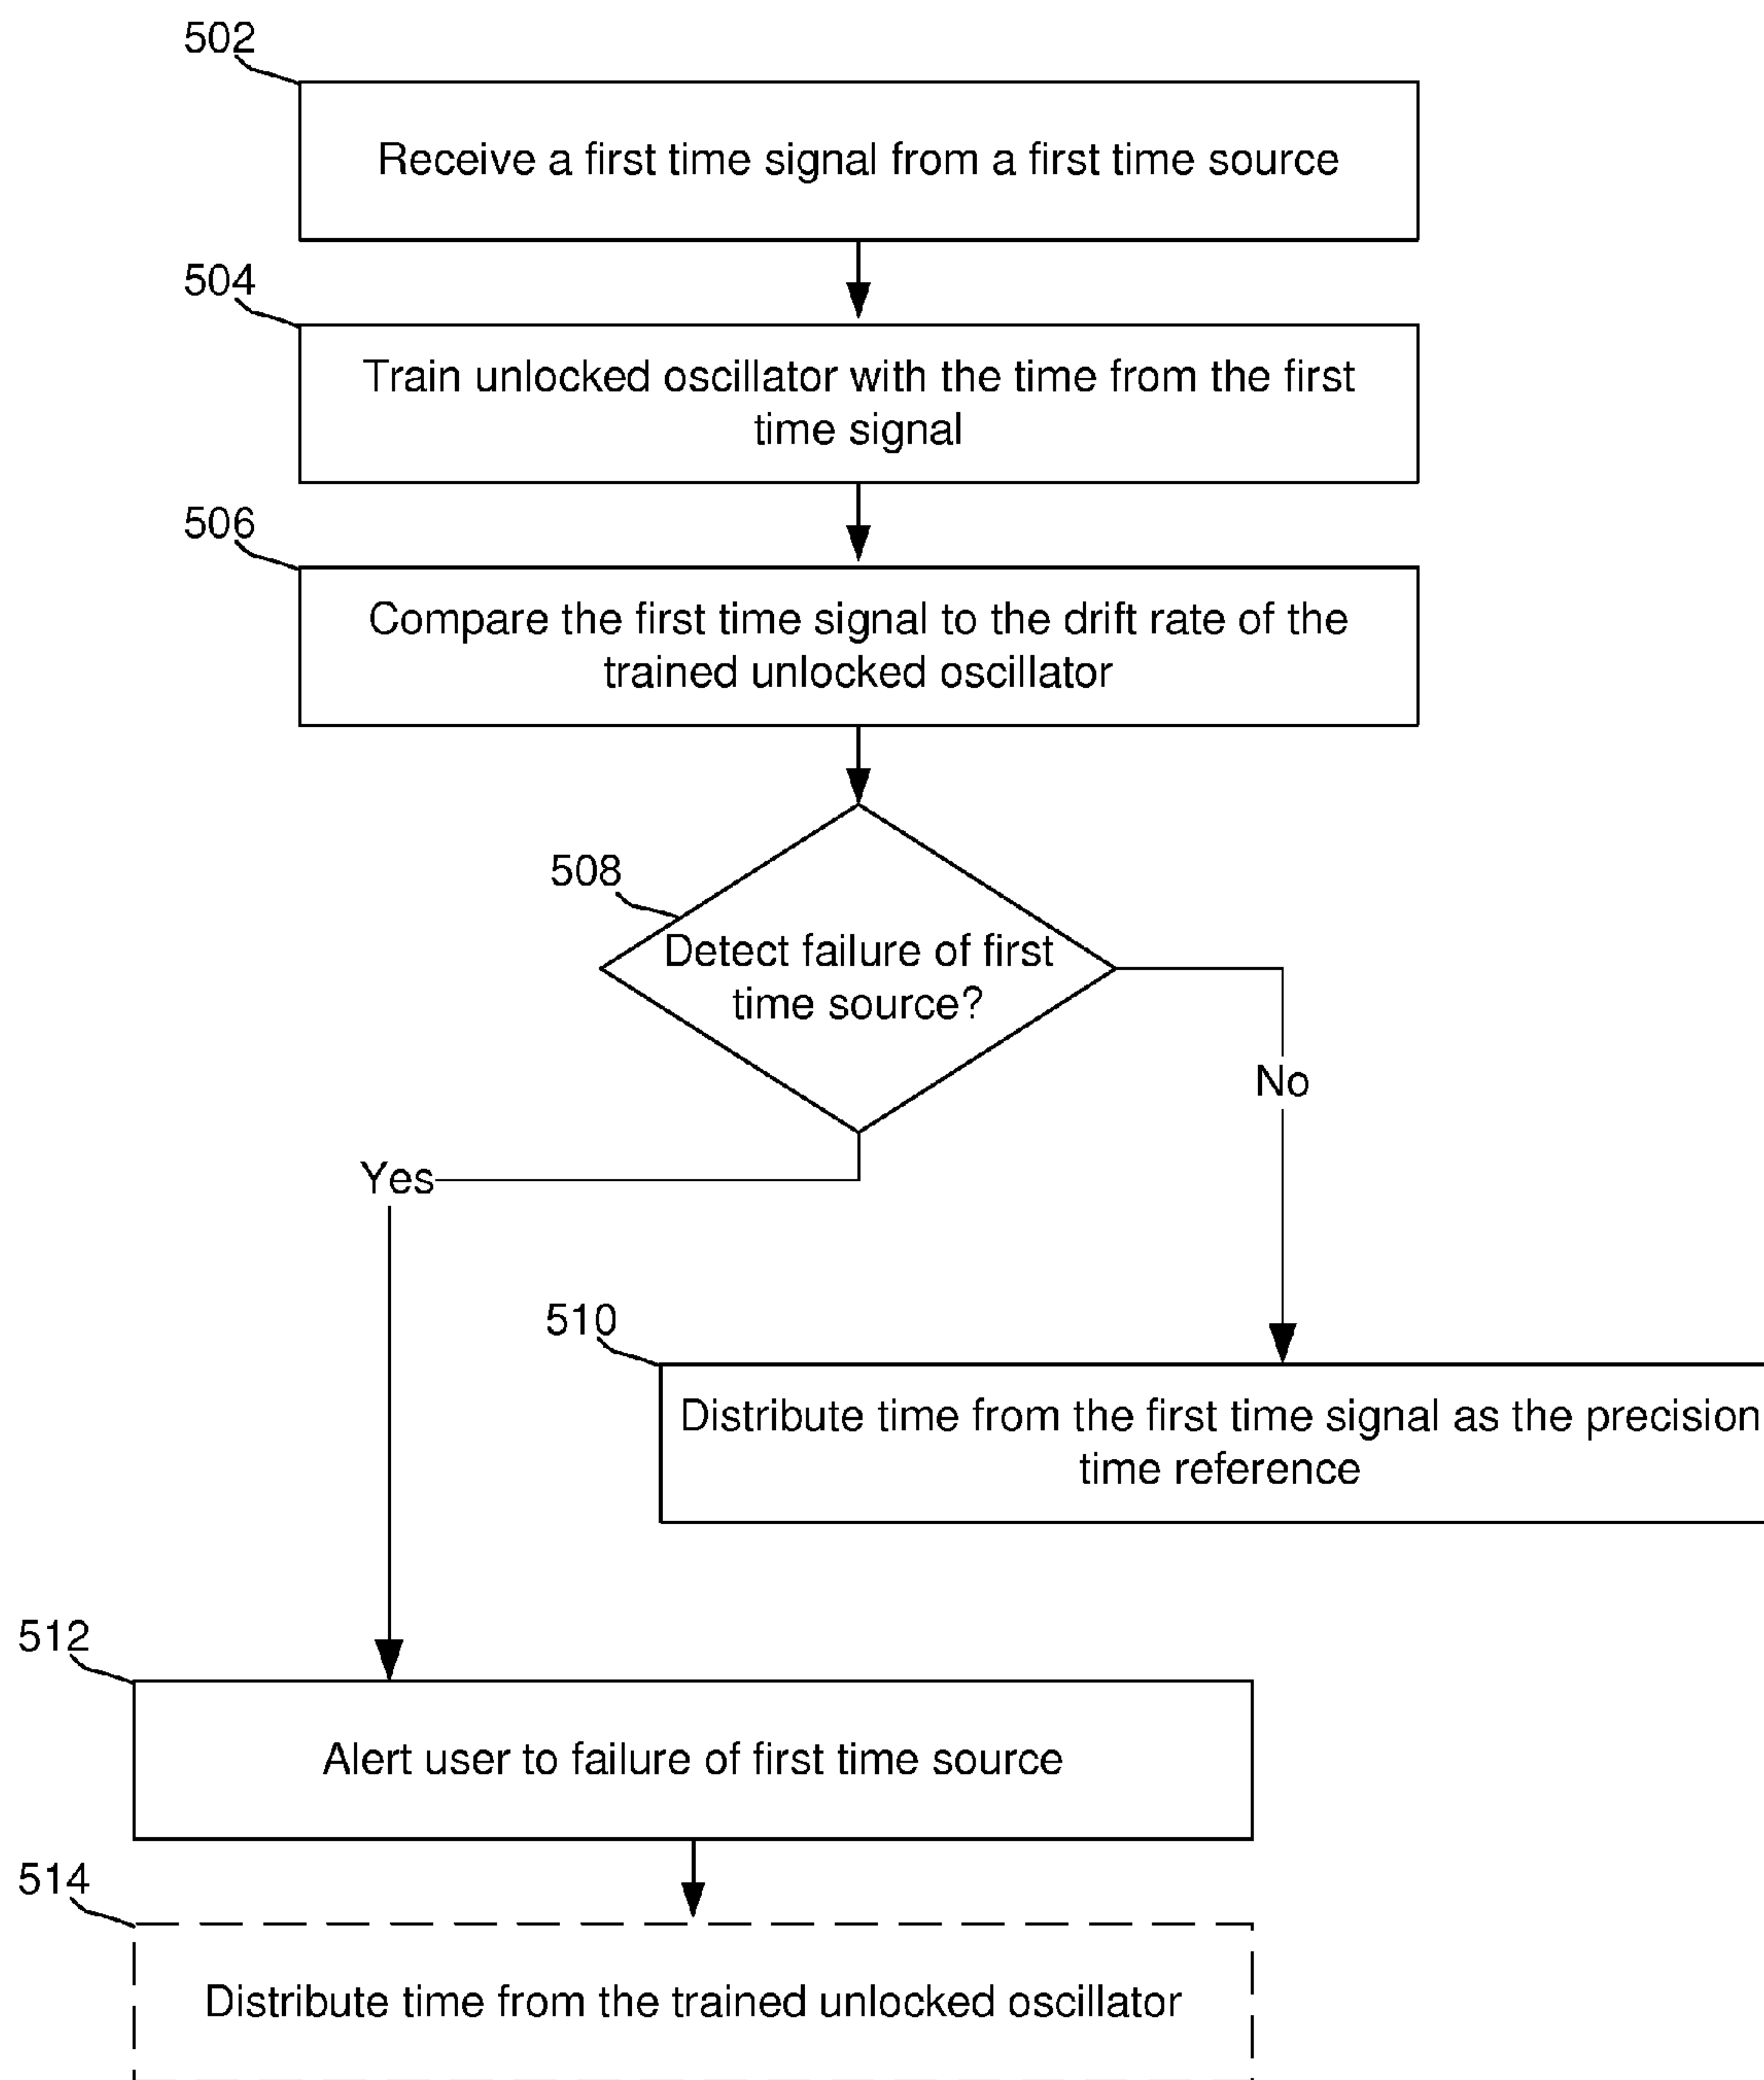 502
Receive a first time signal from a first time source
504
Train unlocked oscillator with the time from the first
time signal
506
Compare the first time signal to the drift rate of the
trained unlocked oscillator
508
Detect failure of first
time source?
No
Yes
510
Distribute time from the first time signal as the precision
time reference
512
Alert user to failure of first time source
514
Distribute time from the trained unlocked oscillator